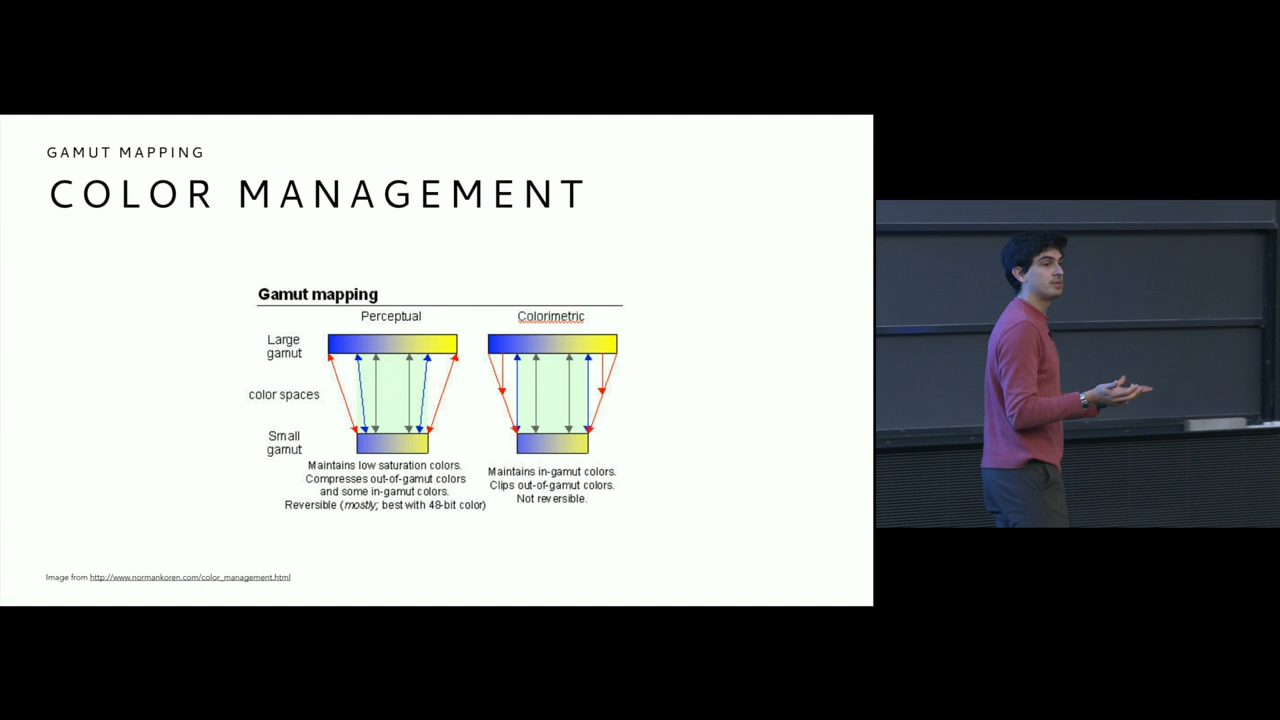 GAMUT MAPPING
COLOR MANAGEMENT
Gamut mapping
Perceptual
Colorimetric
Large
gamut
color spaces
Small
gamut
Maintains low saturation colors.
Compresses out-of-gamut colors
and some in-gamut colors.
Reversible (mostly; best with 48-bit color)
Maintains in-gamut colors.
Clips out-of-gamut colors.
Not reversible.
Image from http://www.normankoren.com/color_management.html